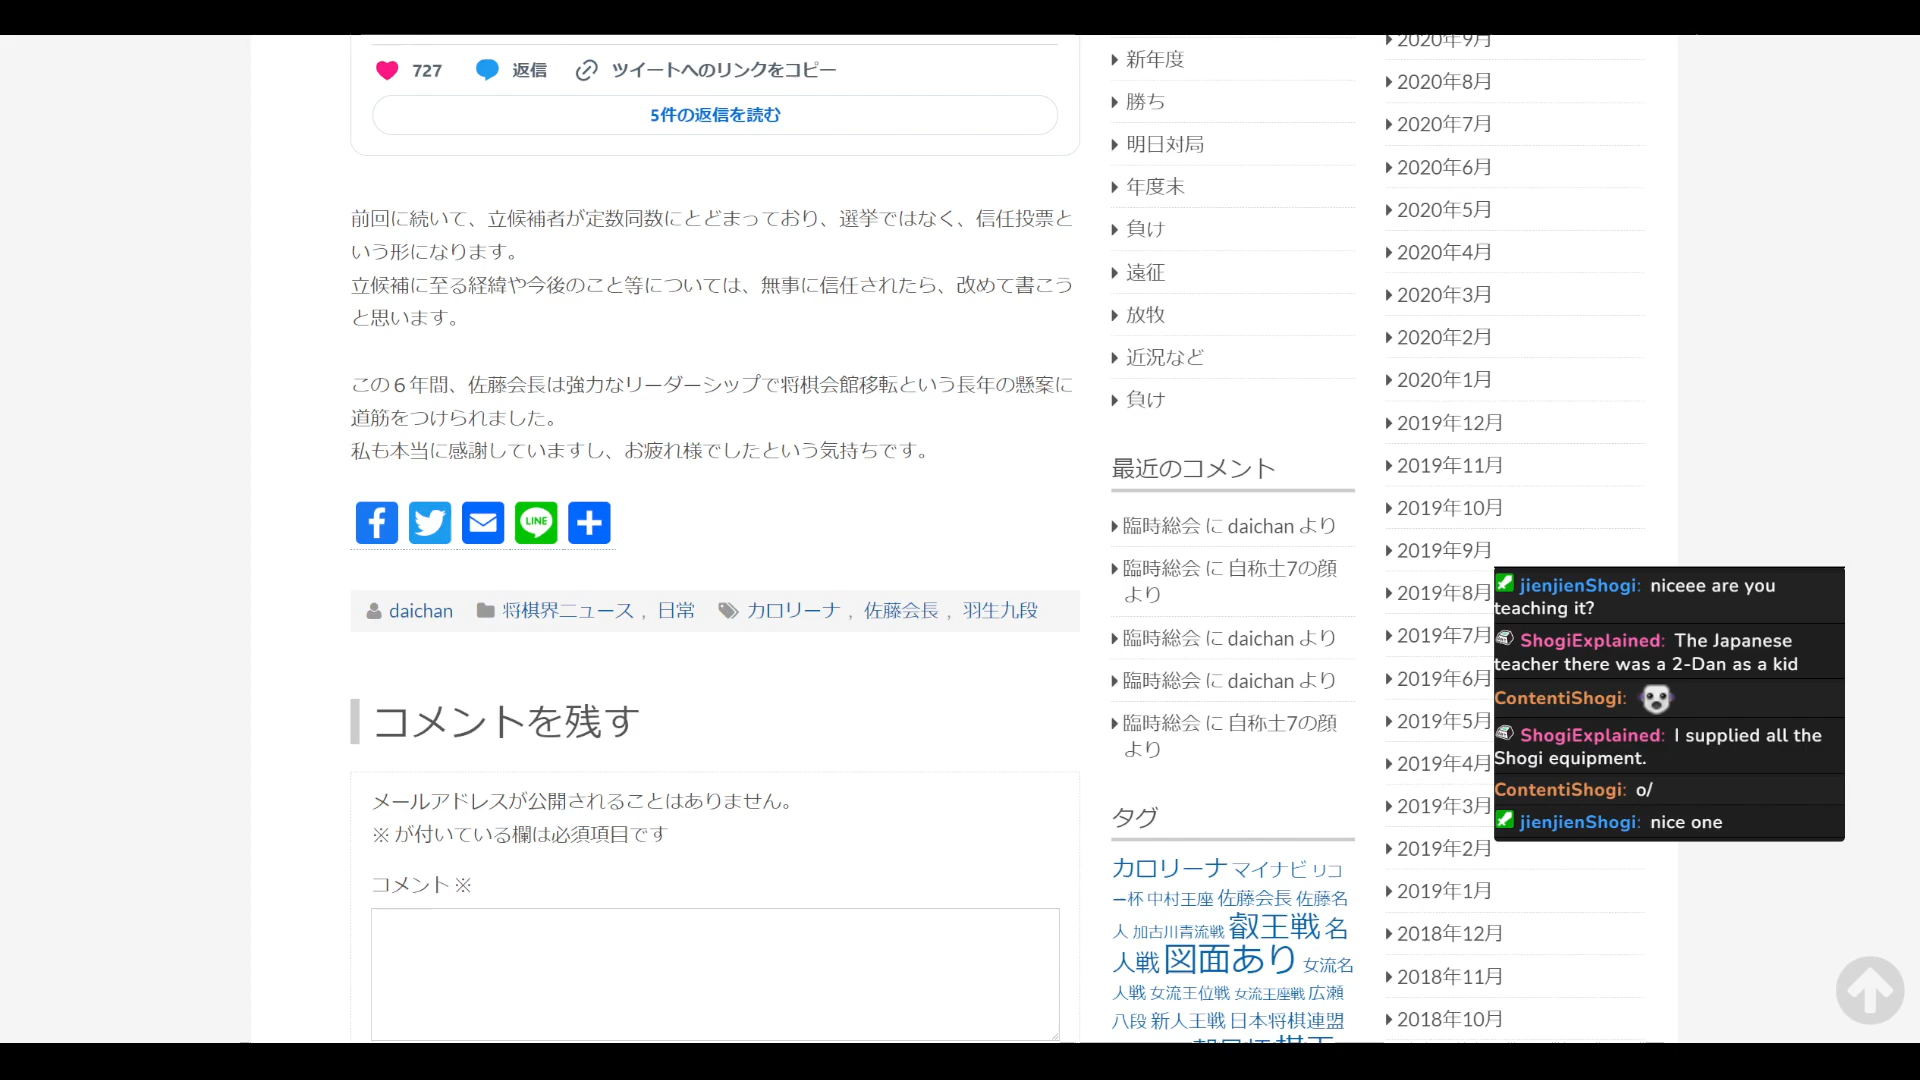 727 返信 ツイートへのリンクをコピー
5件の返信を読む
前回に続いて、立候補者が定数同数にとどまっており、選挙ではなく、信任投票と
いう形になります。
立候補に至る経緯や今後のこと等については、無事に信任されたら、改めて書こう
と思います。
この６年間、佐藤会長は強力なリーダーシップで将棋会館移転という長年の懸案に
道筋をつけられました。
私も本当に感謝していますし、お疲れ様でしたという気持ちです。
LINE
daichan 将棋界ニュース , 日常 カロリーナ , 佐藤会長 , 羽生九段
コメントを残す
メールアドレスが公開されることはありません。
※ が付いている欄は必須項目です
コメント ※
新年度
勝ち
明日対局
年度末
負け
遠征
放牧
近況など
負け
最近のコメント
臨時総会 に daichan より
臨時総会 に 自称土7の顔
より
臨時総会 に daichan より
臨時総会 に daichan より
臨時総会 に 自称土7の顔
より
タグ
カロリーナ マイナビ リコ
ー杯 中村王座 佐藤会長 佐藤名
人 加古川青流戦 叡王戦 名
人戦 図面あり 女流名
人戦 女流王位戦 女流王座戦 広瀬
八段 新人王戦 日本将棋連盟
2020年9月
2020年8月
2020年7月
2020年6月
2020年5月
2020年4月
2020年3月
2020年2月
2020年1月
2019年12月
2019年11月
2019年10月
2019年9月
2019年8月
2019年7月
2019年6月
2019年5月
2019年4月
2019年3月
2019年2月
2019年1月
2018年12月
2018年11月
2018年10月
jienjienShogi: niceee are you
teaching it?
ShogiExplained: The Japanese
teacher there was a 2-Dan as a kid
ContentiShogi:
ShogiExplained: I supplied all the
Shogi equipment.
ContentiShogi: o/
jienjienShogi: nice one